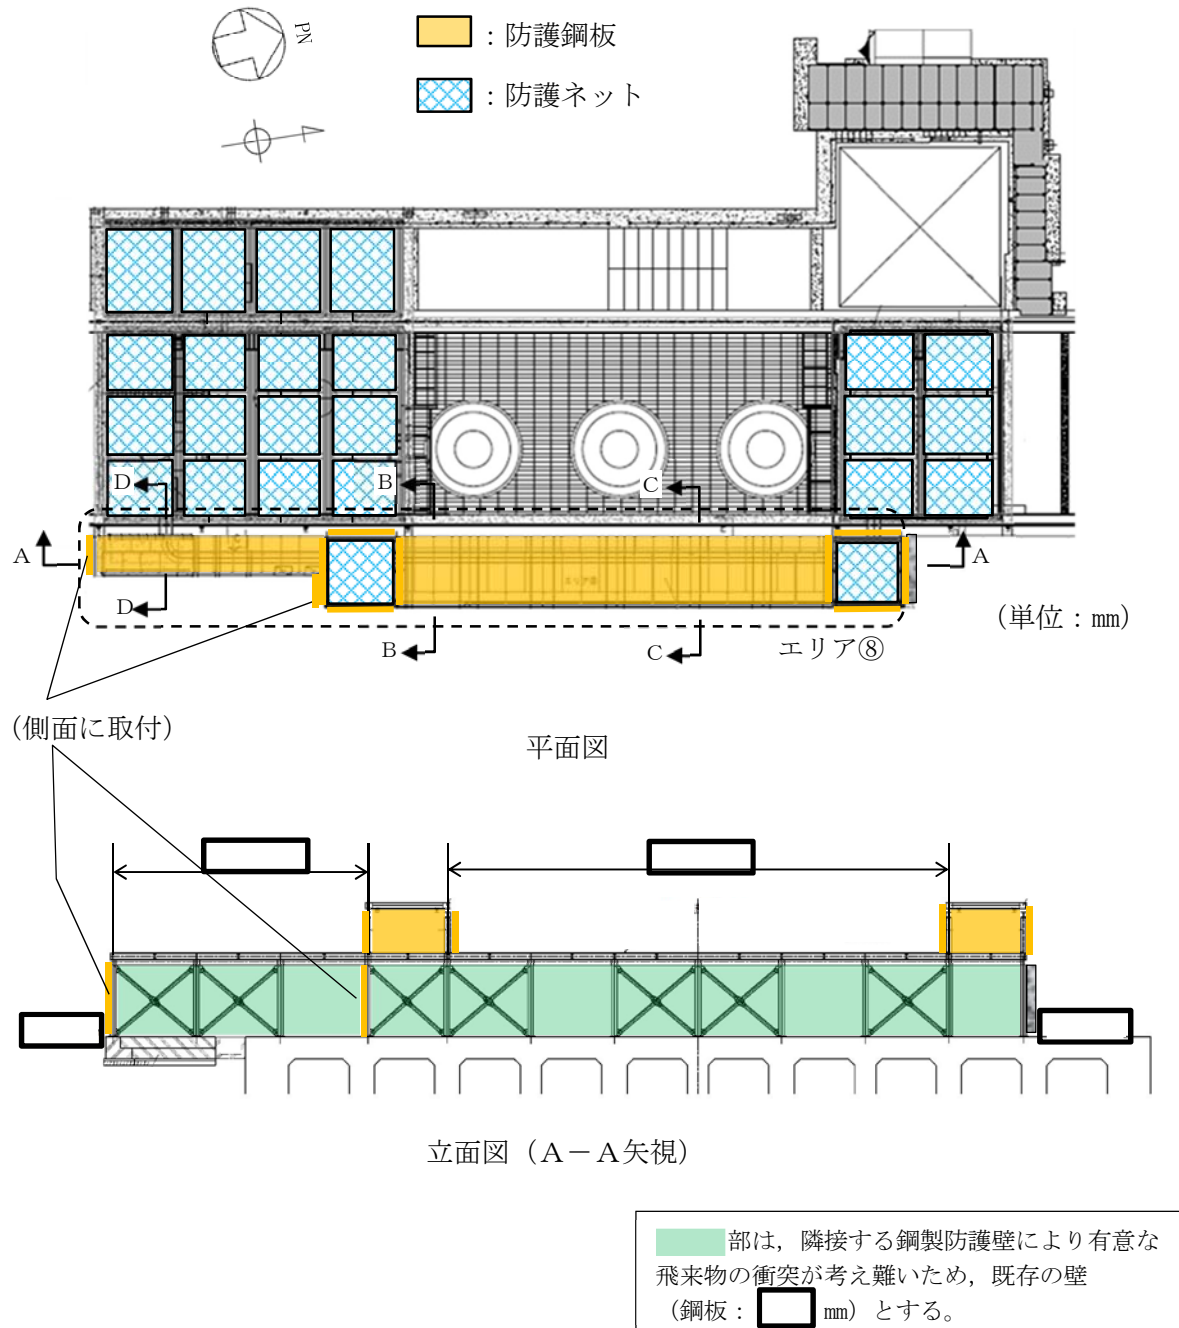 PN
：防護鋼板
：防護ネット
D
B
C
A
A
D
B
C
（単位：㎜）
エリア⑧
（側面に取付）
平面図
立面図（A－A矢視）
部は，隣接する鋼製防護壁により有意な
飛来物の衝突が考え難いため，既存の壁
（鋼板： ㎜）とする。